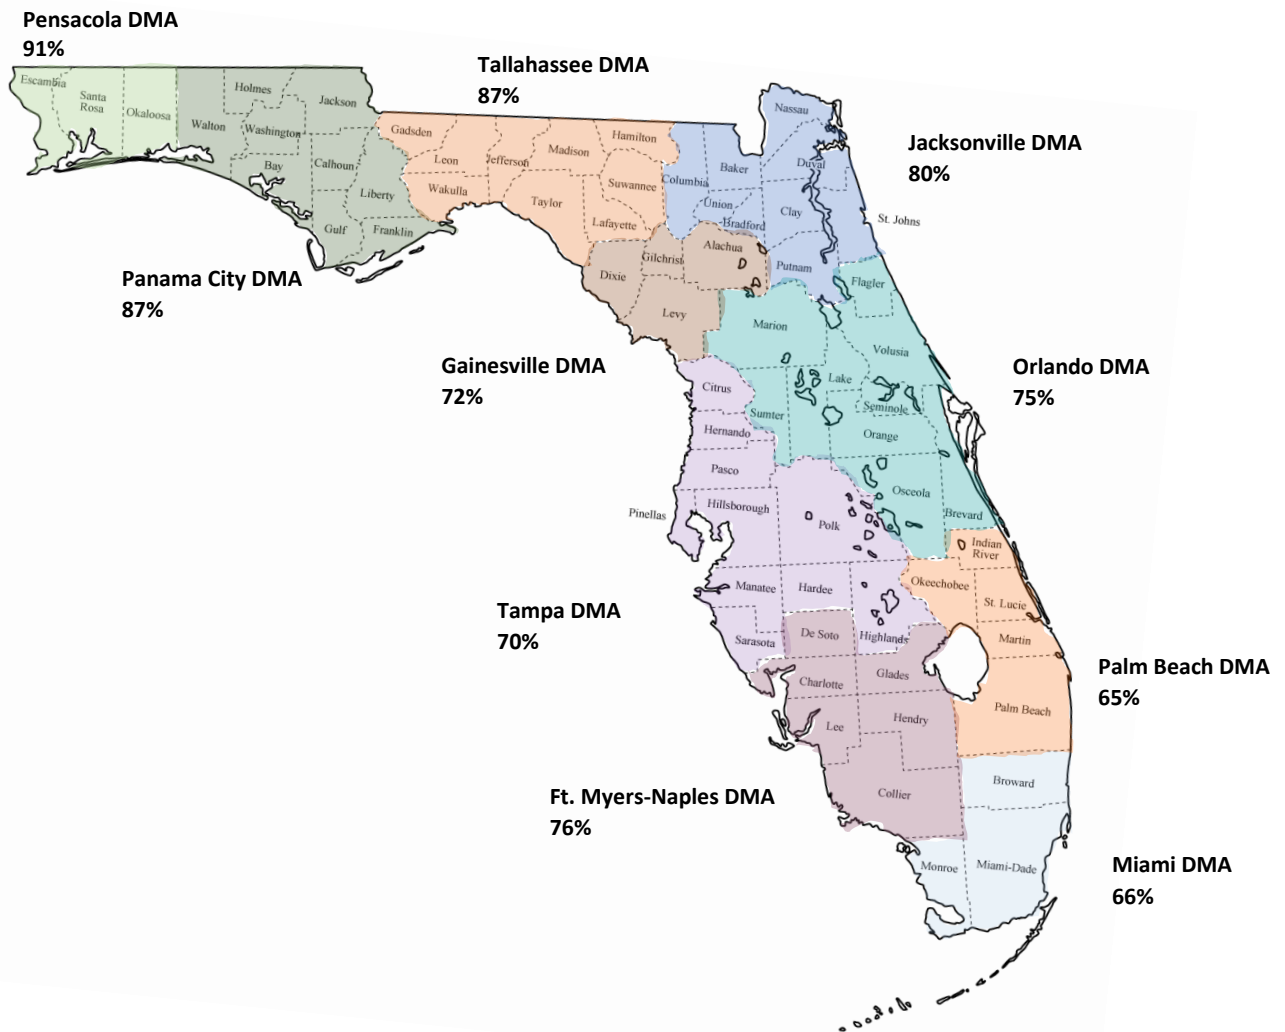 Pensacola DMA
91%
Tallahassee DMA
87%
Jacksonville DMA
80%
Panama City DMA
87%
Gainesville DMA
72%
Orlando DMA
75%
Tampa DMA
70%
Palm Beach DMA
65%
Ft. Myers-Naples DMA
76%
Miami DMA
66%
Escambia
Santa
Rosa
Okaloosa
Holmes
Jackson
Walton
Washington
Bay
Calhoun
Liberty
Gulf
Franklin
Gadsden
Leon
Jefferson
Madison
Hamilton
Wakulla
Taylor
Suwannee
Lafayette
Nassau
Baker
Duval
Columbia
Union
Clay
Bradford
St. Johns
Putnam
Alachua
Gilchrist
Dixie
Levy
Flagler
Marion
Volusia
Lake
Seminole
Sumter
Orange
Osceola
Brevard
Citrus
Hernando
Pasco
Hillsborough
Pinellas
Polk
Manatee
Hardee
Sarasota
Highlands
Indian
River
Okeechobee
St. Lucie
Martin
Palm Beach
De Soto
Charlotte
Glades
Lee
Hendry
Collier
Broward
Monroe
Miami-Dade